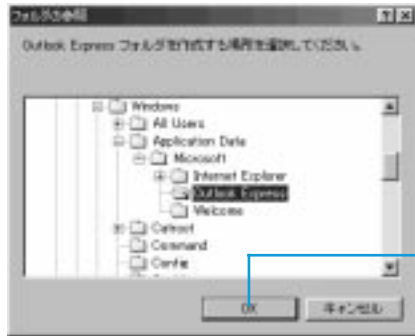 フォルダの参照
Outlook Express フォルダを作成する場所を選択してください。
Windows
All Users
Application Data
Microsoft
Internet Explorer
Outlook Express
Welcome
Catroot
Command
Config
OK
キャンセル